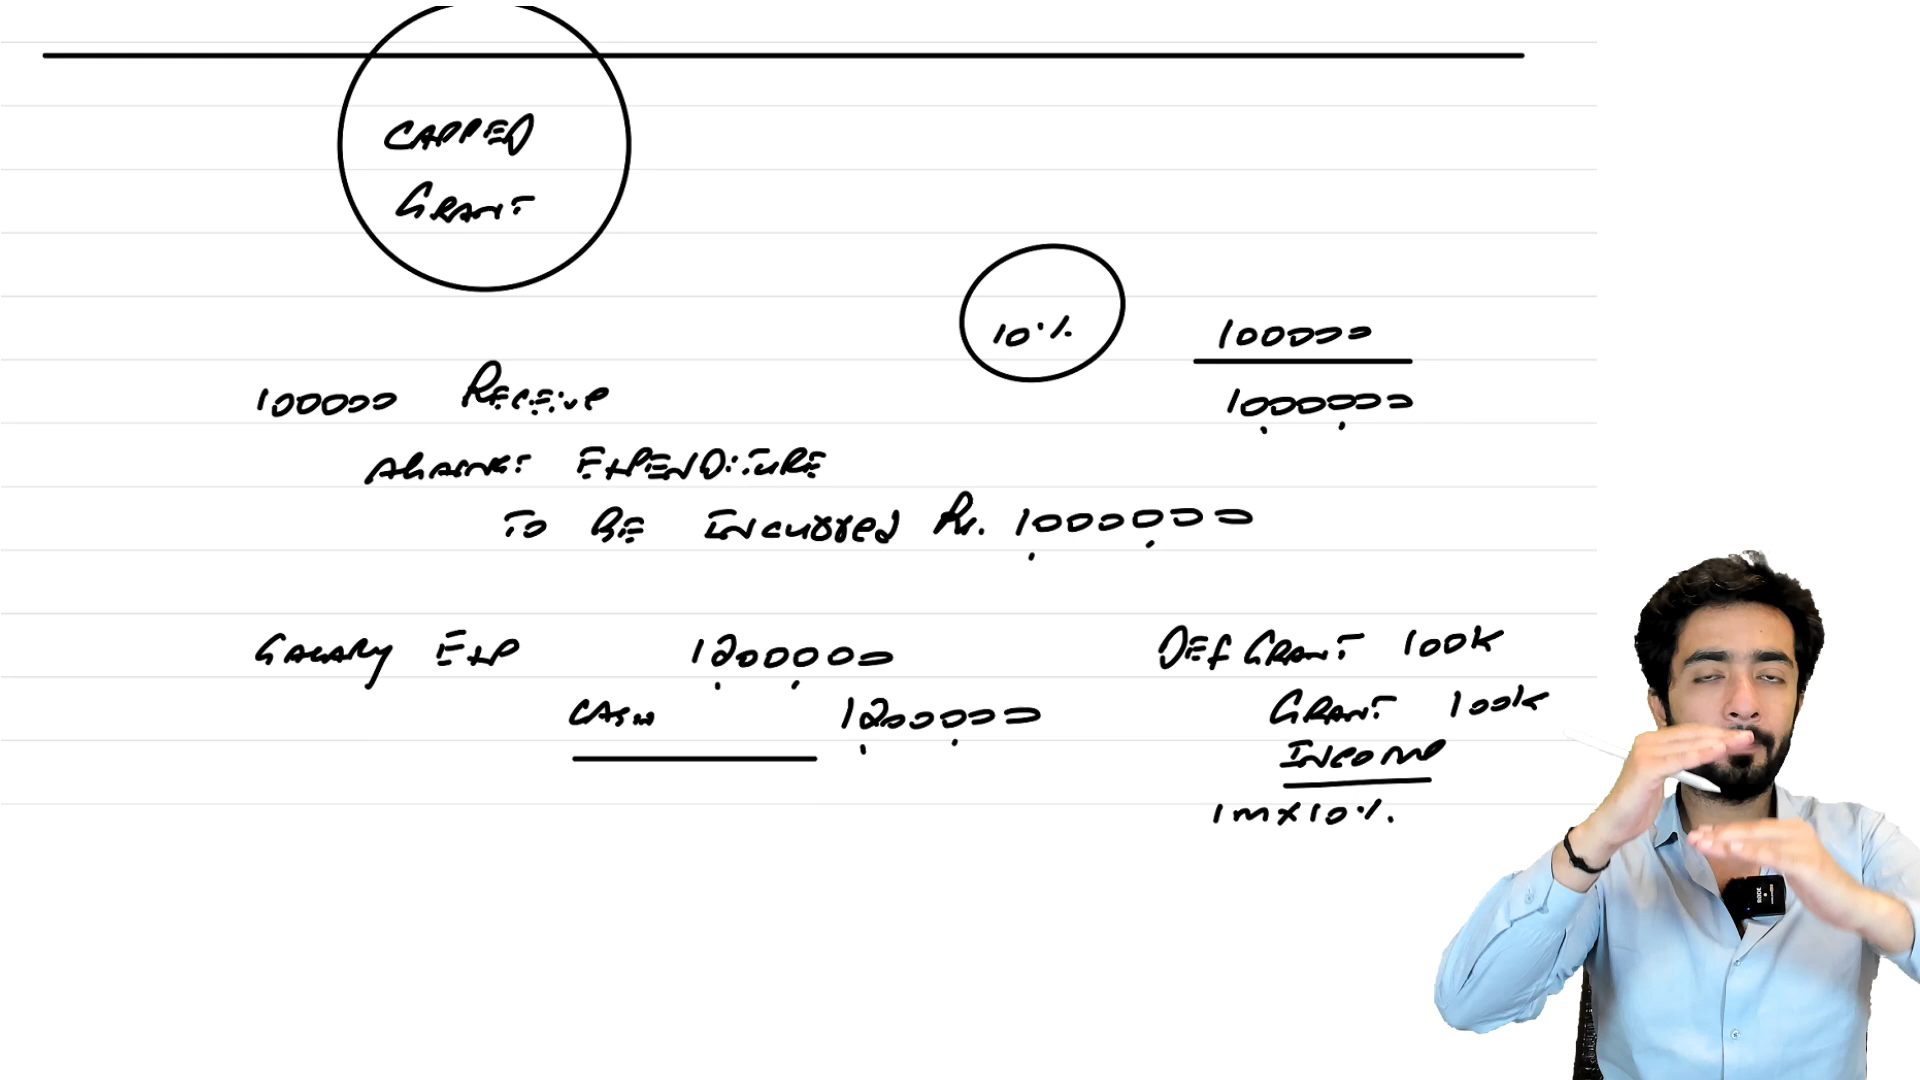 CAPPED
GRANT
10% 100000
100000 RECEIVE 1000000
AGAINST EXPENDITURE
TO BE INCURRED Rs. 1000000
SALARY EXP 1200000 DEF GRANT 100K
CASH 1200000 GRANT 100K
INCOME
1m x 10%.
RODE